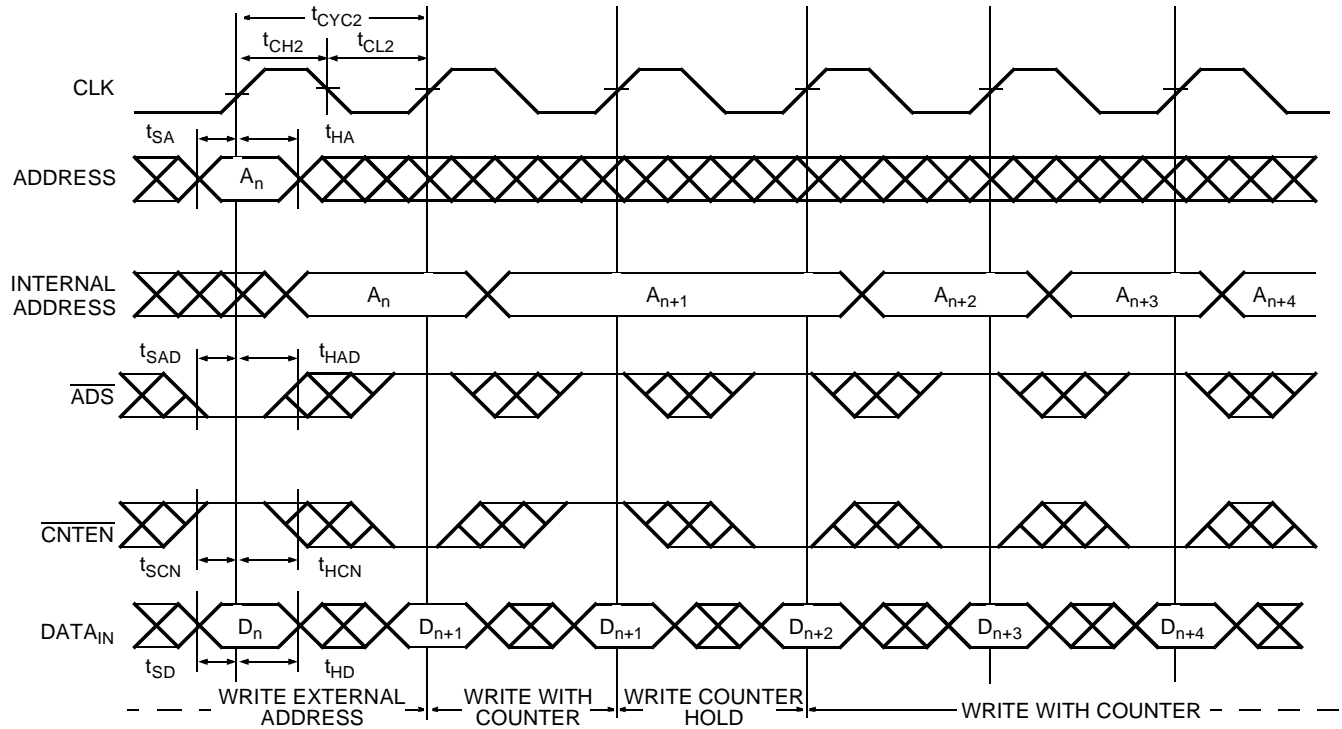 tCYC2
tCH2 tCL2
CLK
tSA tHA
ADDRESS An
INTERNAL ADDRESS An An+1 An+2 An+3 An+4
tSAD tHAD
ADS
CNTEN
tSCN tHCN
DATAIN Dn Dn+1 Dn+1 Dn+2 Dn+3 Dn+4
tSD tHD
WRITE EXTERNAL ADDRESS
WRITE WITH COUNTER
WRITE COUNTER HOLD
WRITE WITH COUNTER